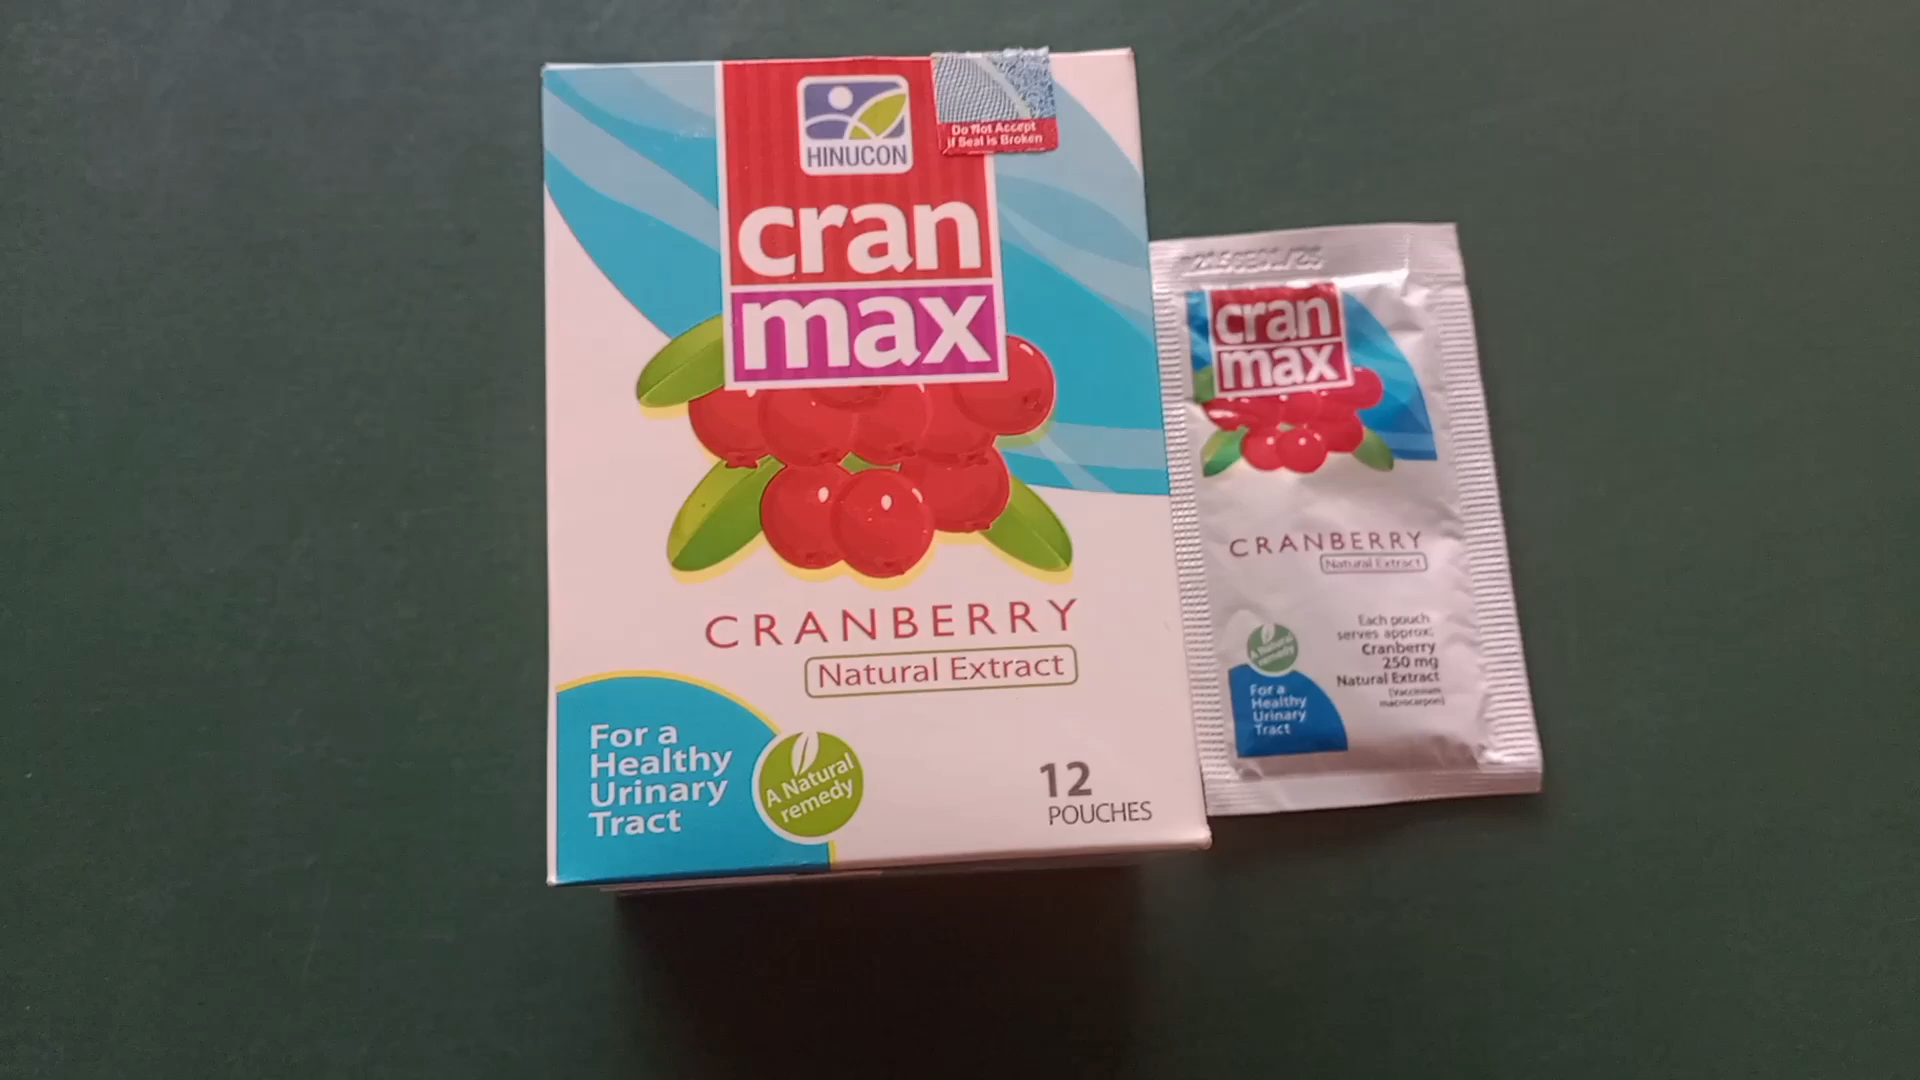 HINUCON
Do Not Accept
if Seal is Broken
cran
max
CRANBERRY
Natural Extract
For a
Healthy
Urinary
Tract
A Natural
remedy
12
POUCHES
cran
max
CRANBERRY
Natural Extract
Each pouch
serves approx:
Cranberry
250 mg
Natural Extract
(Vaccinium
macrocarpon)
A Natural
remedy
For a
Healthy
Urinary
Tract